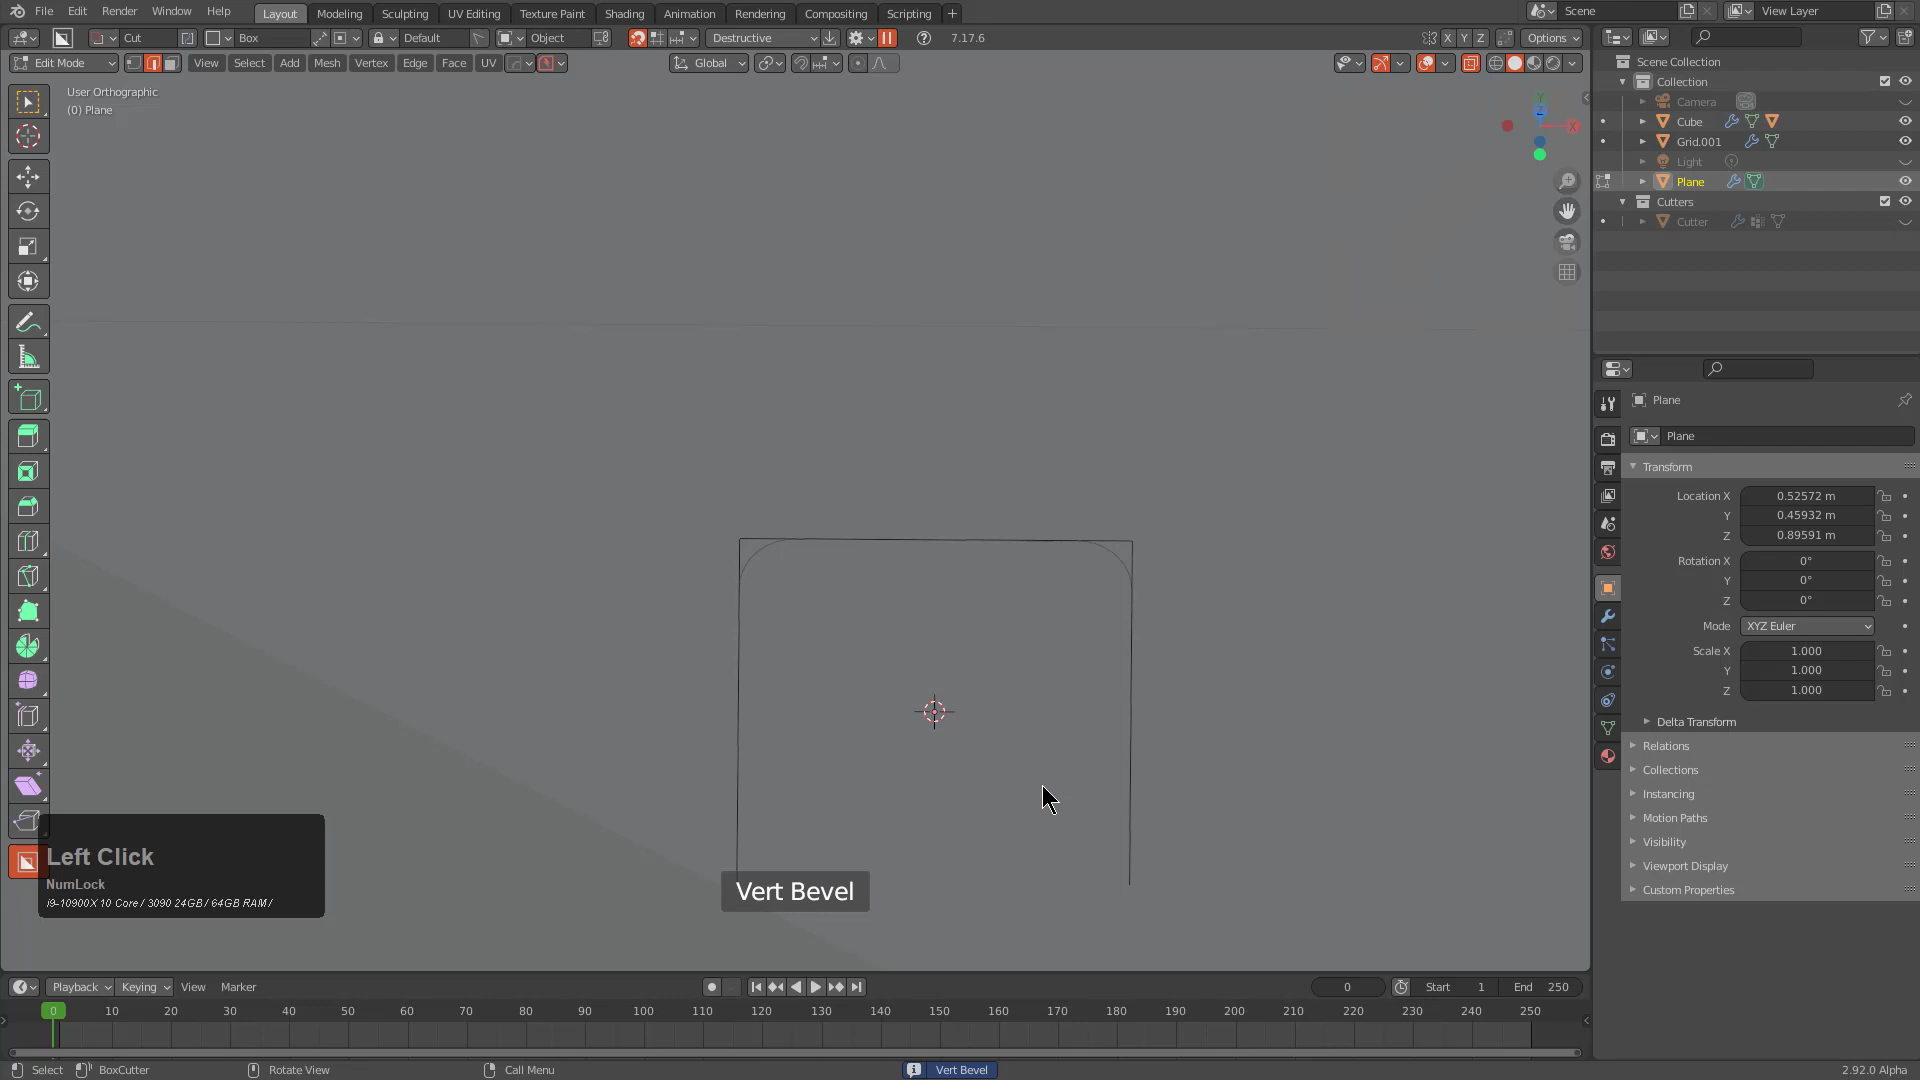 File Edit Render Window Help Layout Modeling Sculpting UV Editing Texture Paint Shading Animation Rendering Compositing Scripting + Scene View Layer
Cut Box Default Object Destructive 7.17.6 X Y Z Options
Edit Mode View Select Add Mesh Vertex Edge Face UV Global
User Orthographic
(0) Plane
Y
Z
X
Scene Collection
Collection
Camera
Cube
Grid.001
Light
Plane
Cutters
Cutter
Plane
Plane
Transform
Location X 0.52572 m
Y 0.45932 m
Z 0.89591 m
Rotation X 0°
Y 0°
Z 0°
Mode XYZ Euler
Scale X 1.000
Y 1.000
Z 1.000
Delta Transform
Relations
Collections
Instancing
Motion Paths
Visibility
Viewport Display
Custom Properties
Left Click
NumLock
i9-10900X 10 Core / 3090 24GB / 64GB RAM /
Vert Bevel
Playback Keying View Marker 0 Start 1 End 250
0 10 20 30 40 50 60 70 80 90 100 110 120 130 140 150 160 170 180 190 200 210 220 230 240 250
Select BoxCutter Rotate View Call Menu Vert Bevel 2.92.0 Alpha